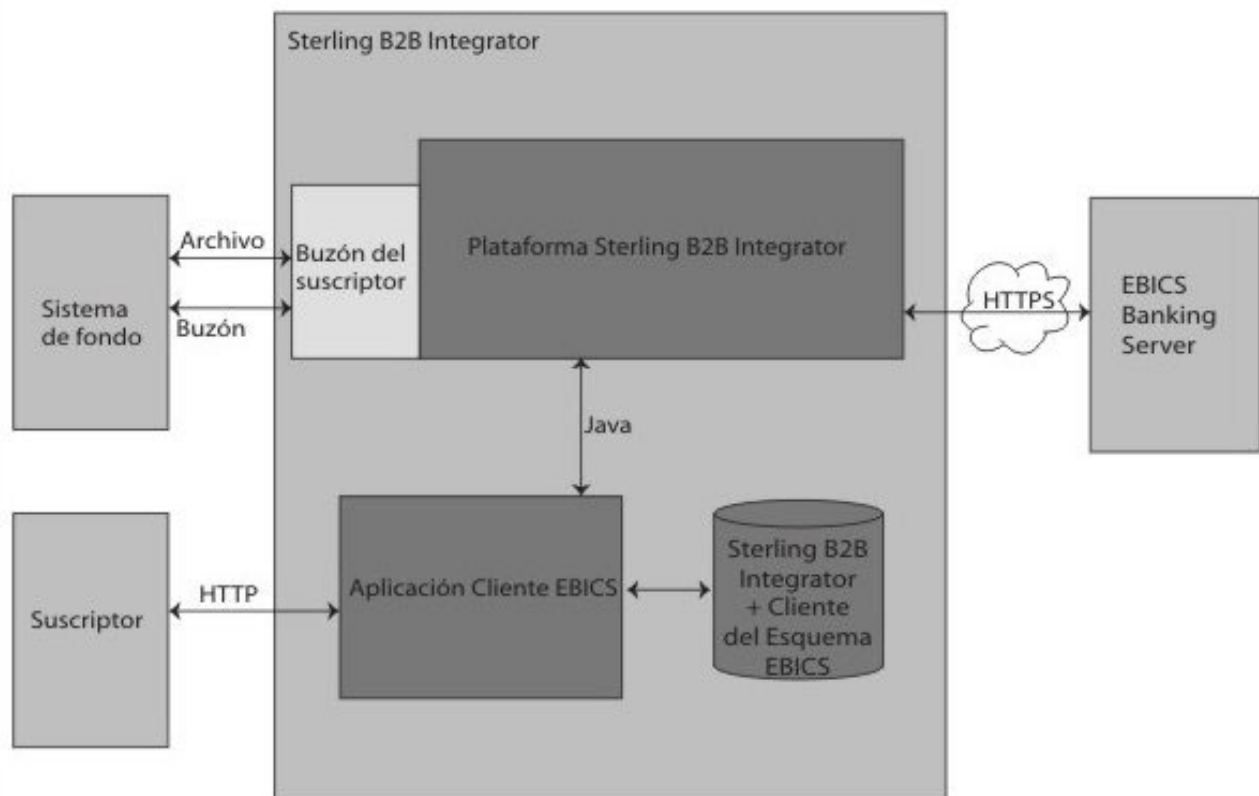 Sterling B2B Integrator
Plataforma Sterling B2B Integrator
Buzón del
suscriptor
Archivo
Buzón
Sistema
de fondo
HTTPS
EBICS
Banking
Server
Java
Suscriptor
HTTP
Aplicación Cliente EBICS
Sterling B2B
Integrator
+ Cliente
del Esquema
EBICS